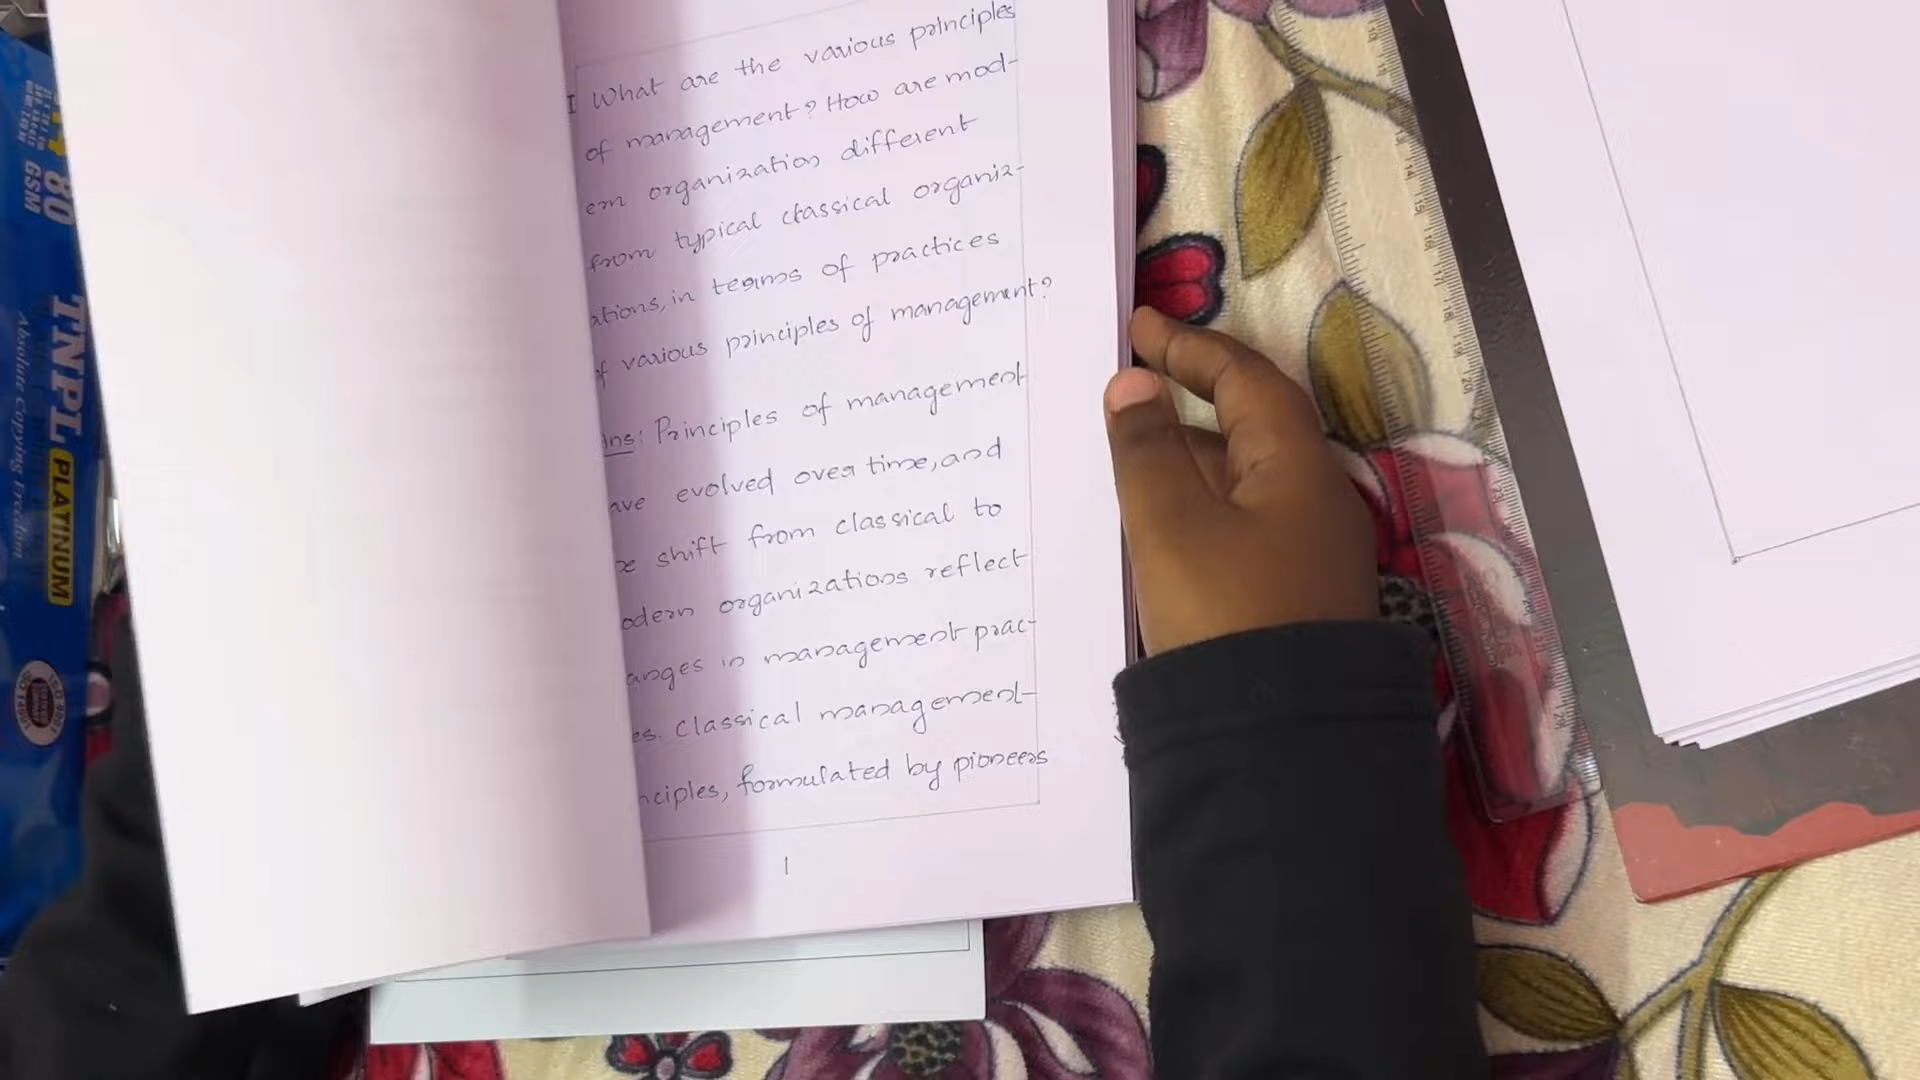 I What are the various principles
of management? How are mod-
ern organization different
from typical classical organiz-
ations, in terms of practices
of various principles of management?
Ans: Principles of management
ave evolved over time, and
e shift from classical to
odern organizations reflect
anges in management prac-
es. Classical management
nciples, formulated by pioneers
1
80
GSM
TNPL
PLATINUM
Absolute Copying Freedom